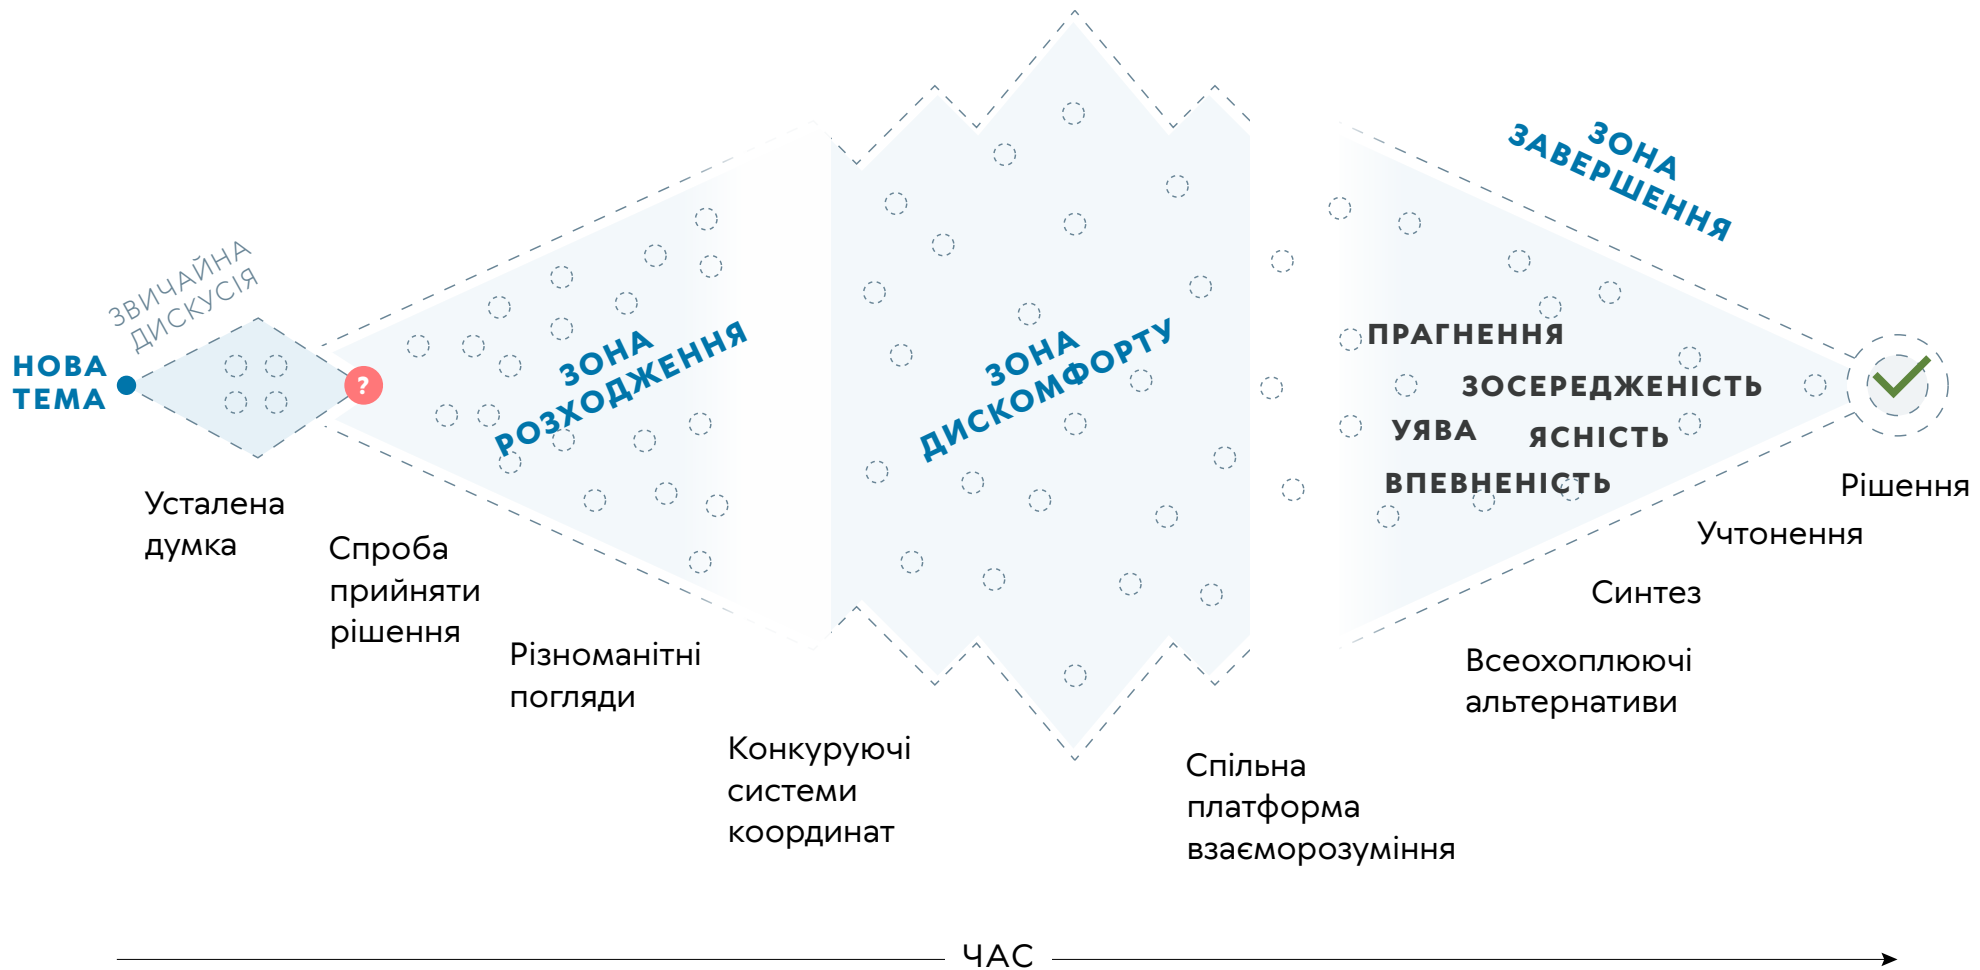 НОВА
ТЕМА
ЗВИЧАЙНА
ДИСКУСІЯ
?
ЗОНА
РОЗХОДЖЕННЯ
ЗОНА
ДИСКОМФОРТУ
ЗОНА
ЗАВЕРШЕННЯ
ПРАГНЕННЯ
ЗОСЕРЕДЖЕНІСТЬ
УЯВА
ЯСНІСТЬ
ВПЕВНЕНІСТЬ
Усталена
думка
Спроба
прийняти
рішення
Різноманітні
погляди
Конкуруючі
системи
координат
Спільна
платформа
взаєморозуміння
Всеохоплюючі
альтернативи
Синтез
Учтонення
Рішення
ЧАС